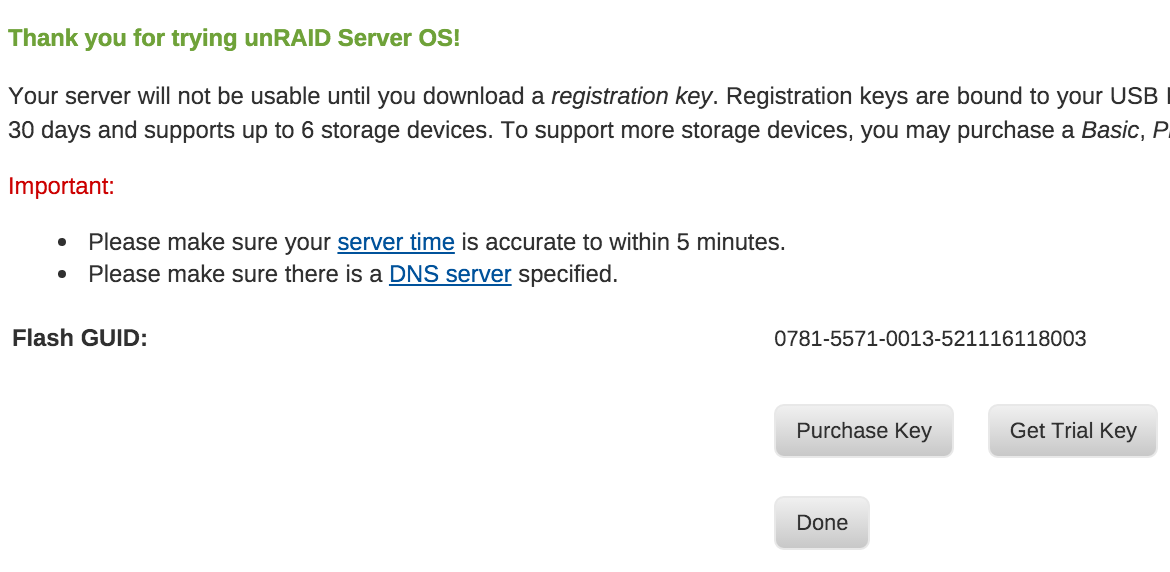 Thank you for trying unRAID Server OS!
Your server will not be usable until you download a registration key. Registration keys are bound to your USB
30 days and supports up to 6 storage devices. To support more storage devices, you may purchase a Basic,
Important:
• Please make sure your server time is accurate to within 5 minutes.
• Please make sure there is a DNS server specified.
Flash GUID: 0781-5571-0013-521116118003
Purchase Key Get Trial Key
Done